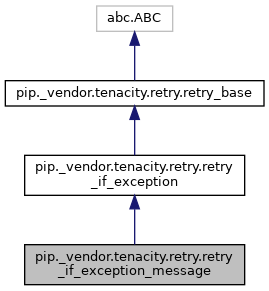 abc.ABC
pip._vendor.tenacity.retry.retry_base
pip._vendor.tenacity.retry.retry
_if_exception
pip._vendor.tenacity.retry.retry
_if_exception_message